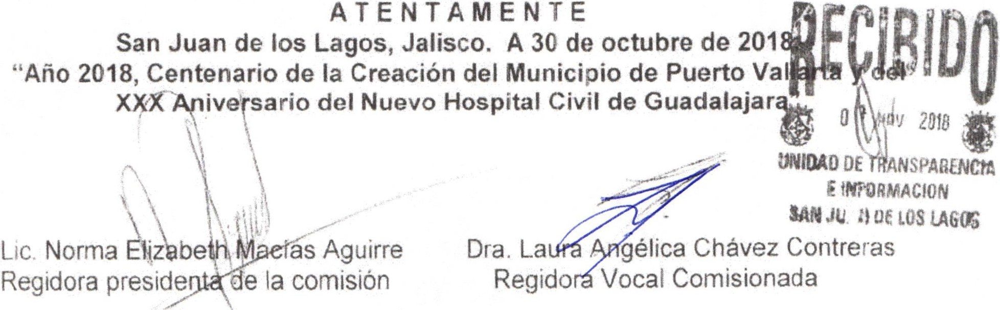 ATENTAMENTE
San Juan de los Lagos, Jalisco. A 30 de octubre de 2018
“Año 2018, Centenario de la Creación del Municipio de Puerto Vallarta y del
XXX Aniversario del Nuevo Hospital Civil de Guadalajara”
RECIBIDO
NOV 2018
UNIDAD DE TRANSPARENCIA
E INFORMACION
SAN JU N DE LOS LAGOS
Lic. Norma Elizabeth Macías Aguirre
Regidora presidenta de la comisión
Dra. Laura Angélica Chávez Contreras
Regidora Vocal Comisionada